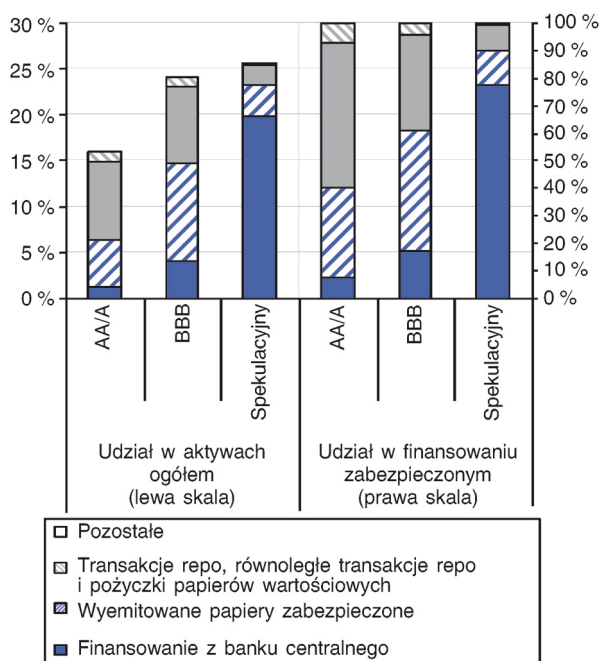 30 %
25 %
20 %
15 %
10 %
5 %
0 %
100 %
90 %
80 %
70 %
60 %
50 %
40 %
30 %
20 %
10 %
0 %
AA/A
BBB
Spekulacyjny
AA/A
BBB
Spekulacyjny
Udział w aktywach
ogółem
(lewa skala)
Udział w finansowaniu
zabezpieczonym
(prawa skala)
Pozostałe
Transakcje repo, równoległe transakcje repo
i pożyczki papierów wartościowych
Wyemitowane papiery zabezpieczone
Finansowanie z banku centralnego